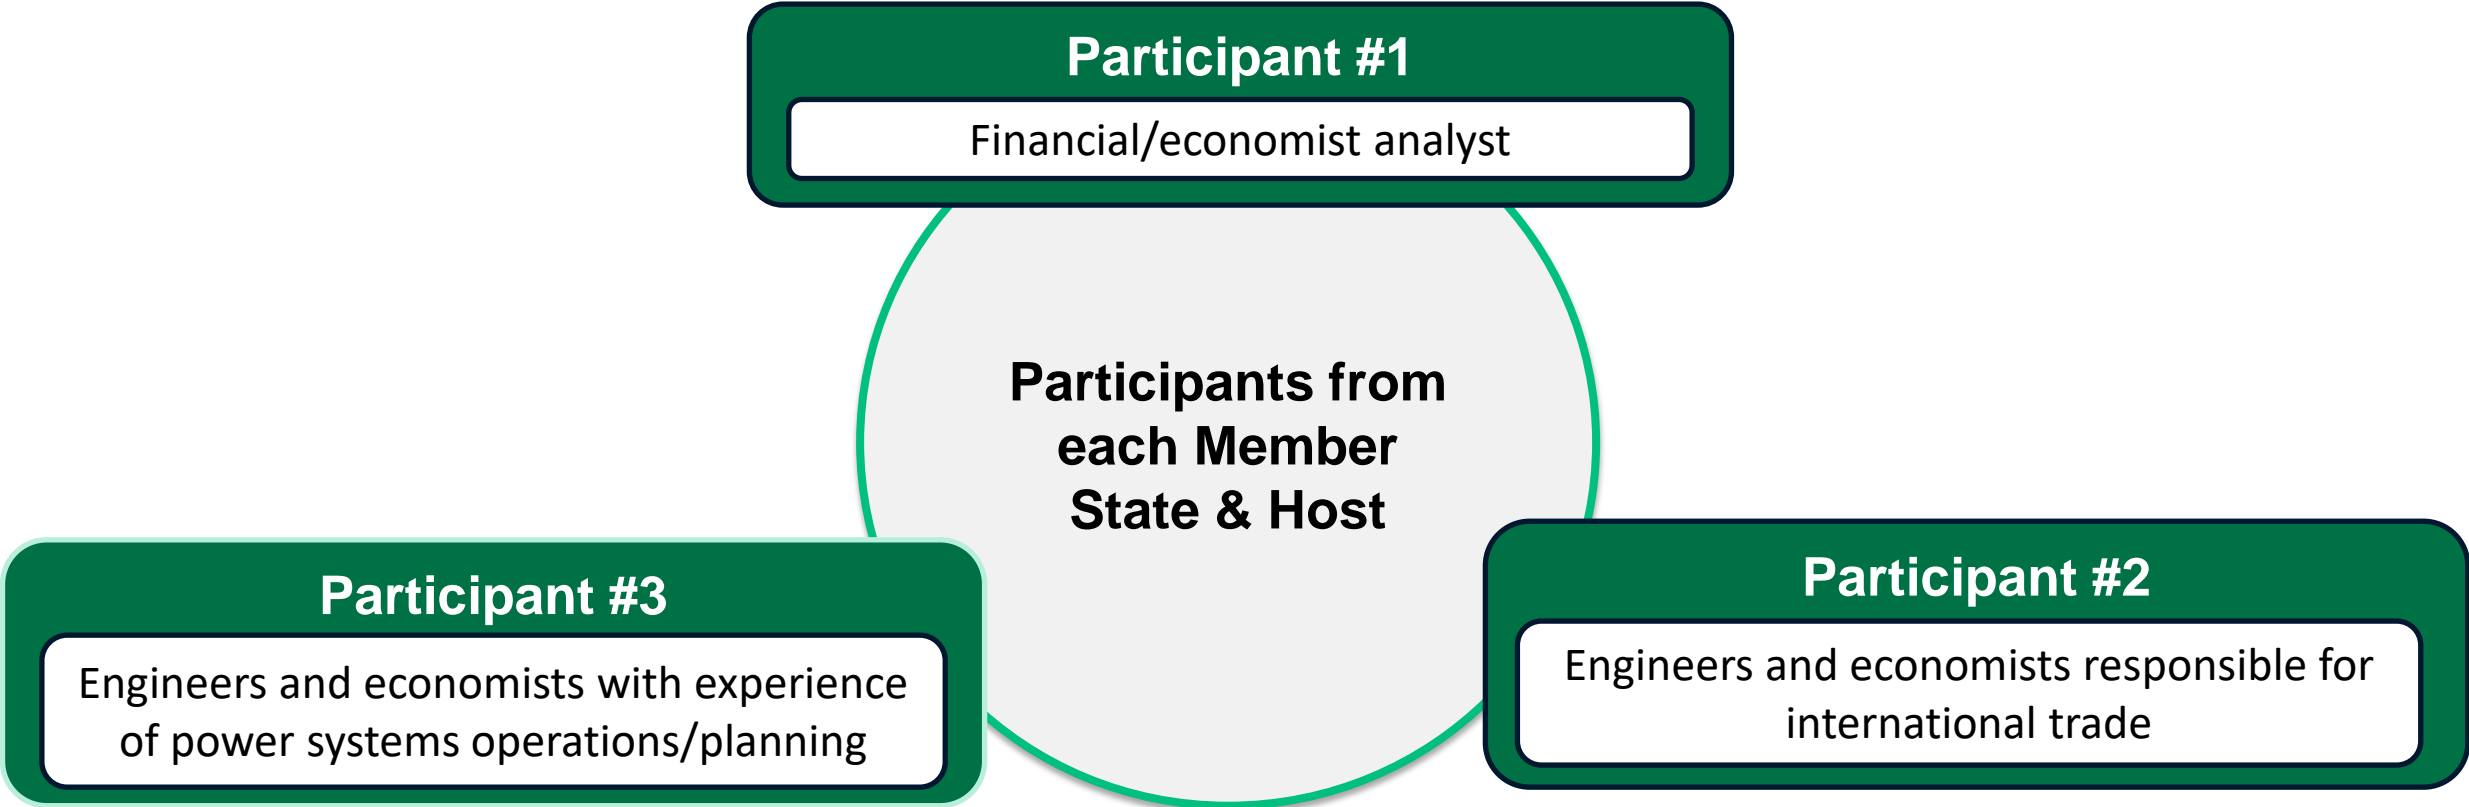 Participant #1
Financial/economist analyst
Participants from
each Member
State & Host
Participant #2
Engineers and economists responsible for
international trade
Participant #3
Engineers and economists with experience
of power systems operations/planning